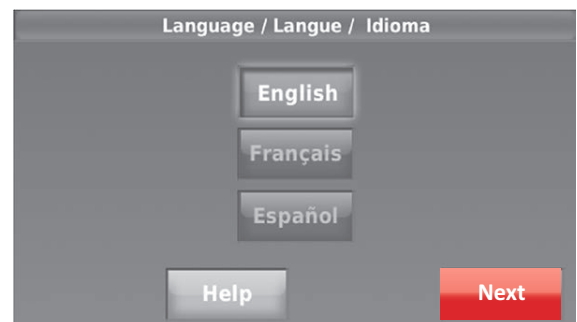 Language / Langue / Idioma
English
Français
Español
Help Next